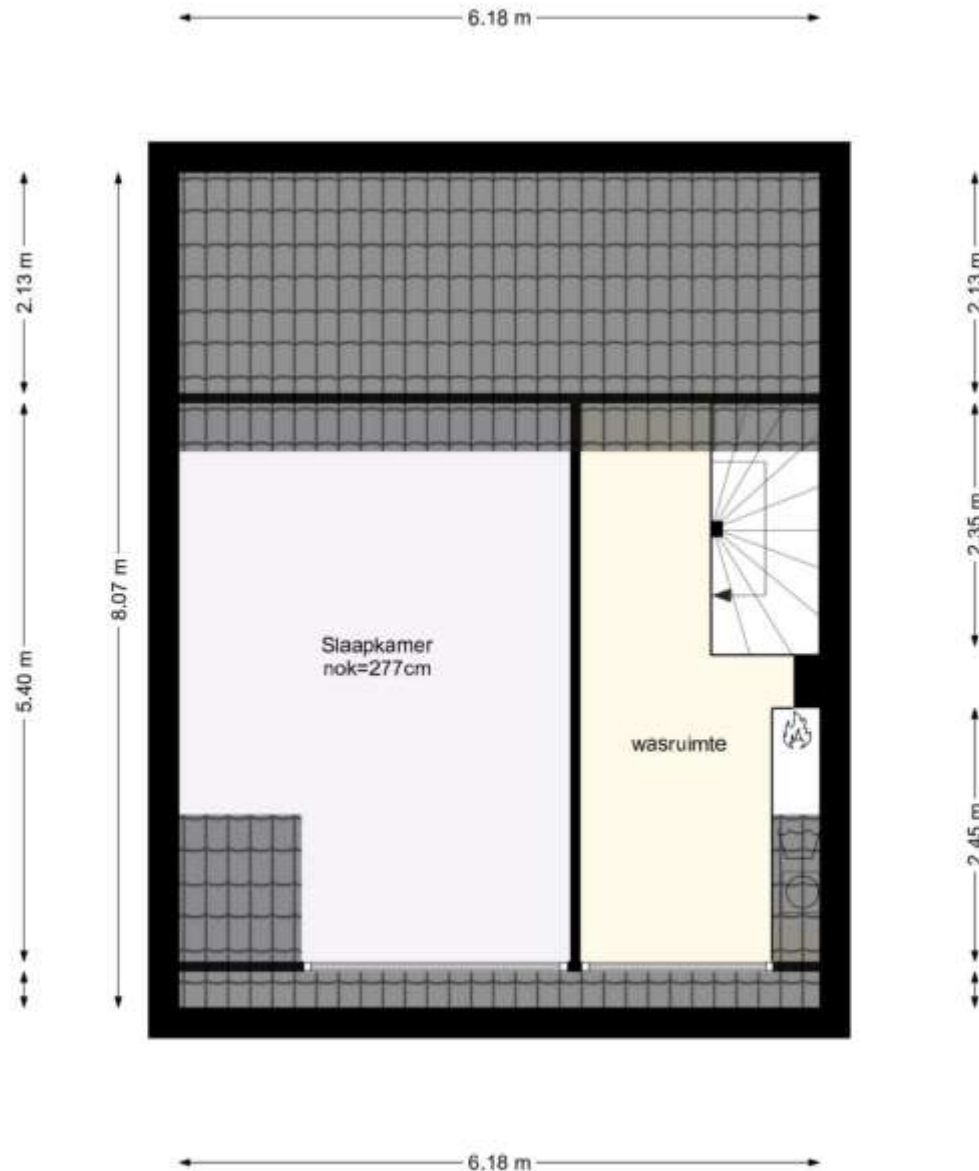 6.18 m
2.13 m
2.13 m
8.07 m
5.40 m
2.35 m
Slaapkamer
nok=277cm
wasruimte
2.45 m
6.18 m